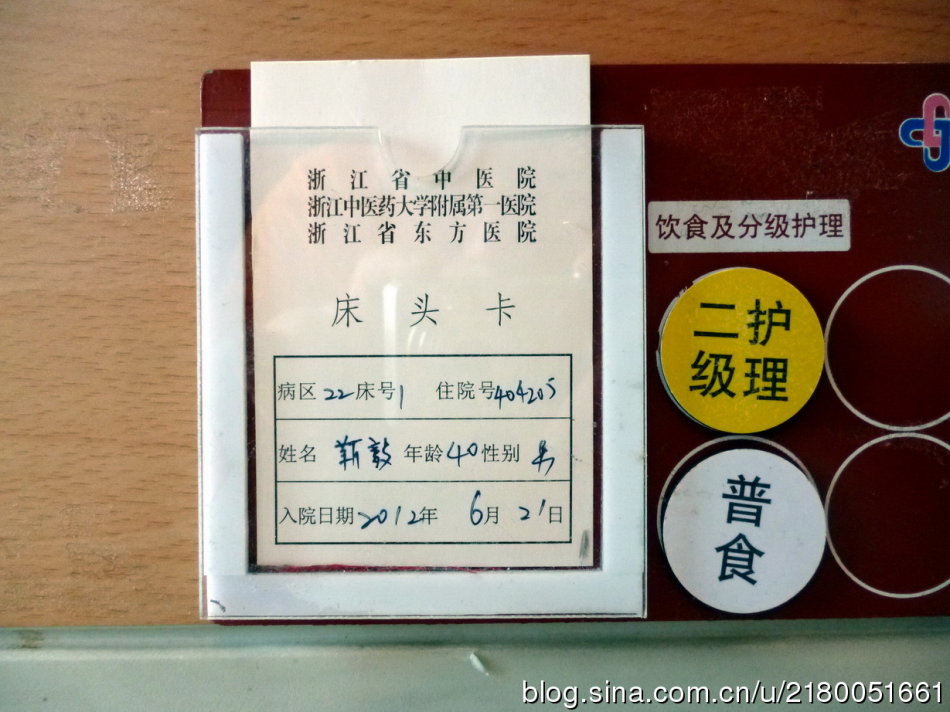 浙江省中医院
浙江中医药大学附属第一医院
浙江省东方医院
床头卡
病区 22 床号 1 住院号 404205
姓名 靳毅 年龄 40 性别 男
入院日期 2012年 6月 21日
饮食及分级护理
二级护理
普食
blog.sina.com.cn/u/2180051661